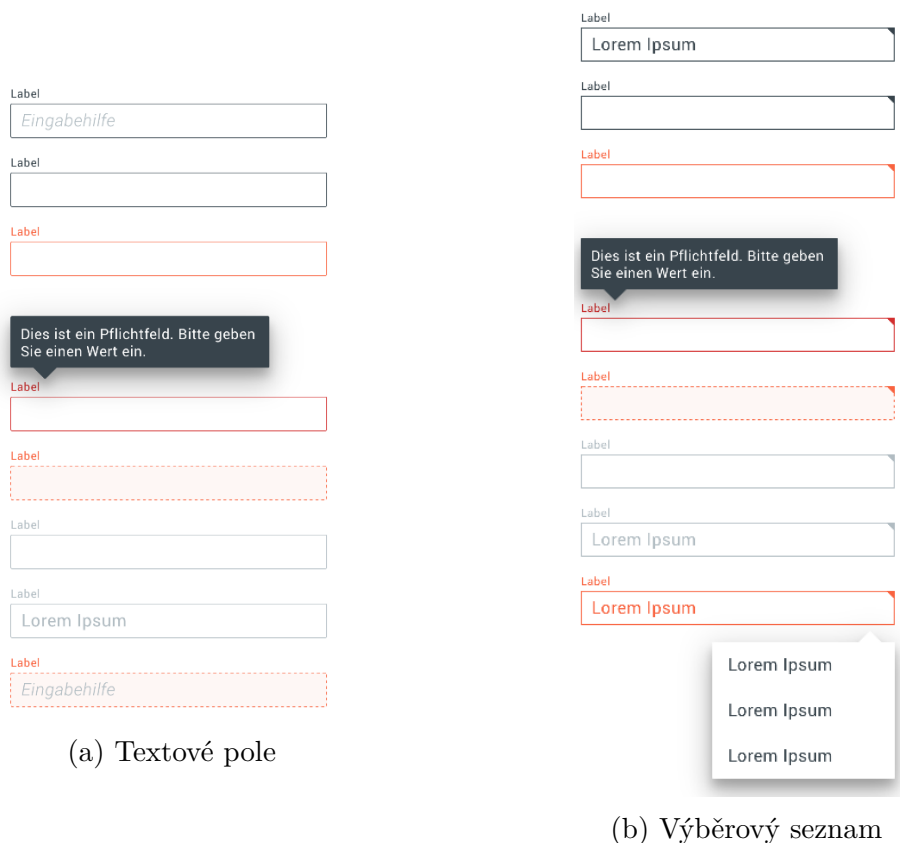 Label
Eingabehilfe
Label
Label
Dies ist ein Pflichtfeld. Bitte geben
Sie einen Wert ein.
Label
Label
Label
Label
Lorem Ipsum
Label
Eingabehilfe
(a) Textové pole
Label
Lorem Ipsum
Label
Label
Dies ist ein Pflichtfeld. Bitte geben
Sie einen Wert ein.
Label
Label
Label
Label
Lorem Ipsum
Label
Lorem Ipsum
Lorem Ipsum
Lorem Ipsum
Lorem Ipsum
(b) Výběrový seznam